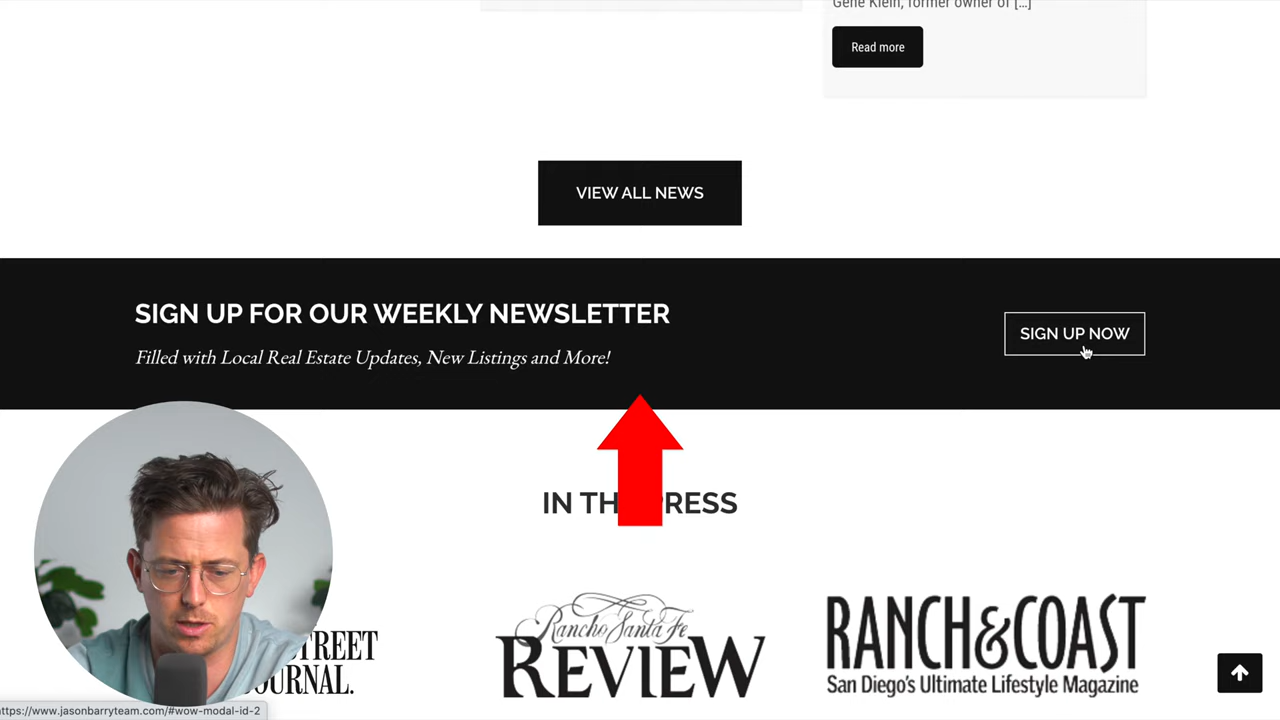 Gene Klein, former owner of [...]
Read more
VIEW ALL NEWS
SIGN UP FOR OUR WEEKLY NEWSLETTER
Filled with Local Real Estate Updates, New Listings and More!
SIGN UP NOW
IN TH PRESS
TREET
OURNAL.
Rancho Santa Fe
REVIEW
RANCH&COAST
San Diego's Ultimate Lifestyle Magazine
https://www.jasonbarryteam.com/#wow-modal-id-2